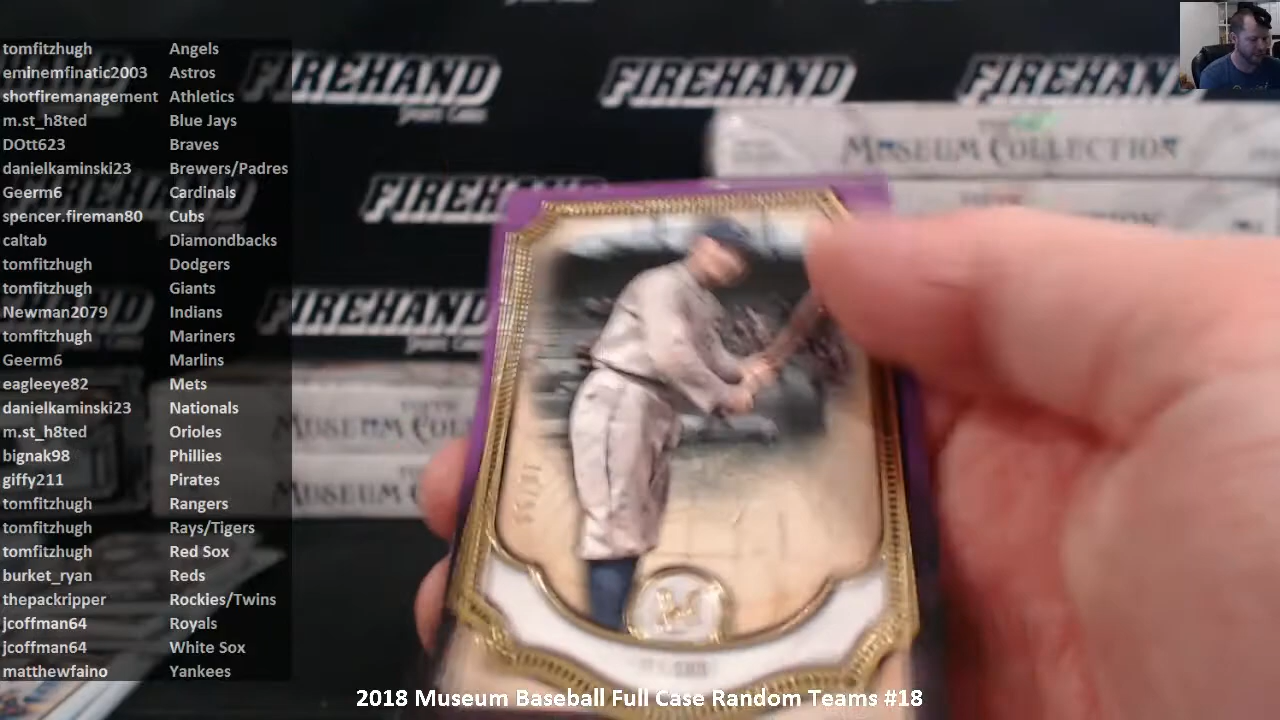 tomfitzhugh Angels
eminemfinatic2003 Astros
shotfiremanagement Athletics
m.st_h8ted Blue Jays
DOtt623 Braves
danielkaminski23 Brewers/Padres
Geerm6 Cardinals
spencer.fireman80 Cubs
caltab Diamondbacks
tomfitzhugh Dodgers
tomfitzhugh Giants
Newman2079 Indians
tomfitzhugh Mariners
Geerm6 Marlins
eagleeye82 Mets
danielkaminski23 Nationals
m.st_h8ted Orioles
bignak98 Phillies
giffy211 Pirates
tomfitzhugh Rangers
tomfitzhugh Rays/Tigers
tomfitzhugh Red Sox
burket_ryan Reds
thepackripper Rockies/Twins
jcoffman64 Royals
jcoffman64 White Sox
matthewfaino Yankees
FIREHAND FIREHAND FIREHAND
MUSEUM COLLECTION
FIREHAND
FIREHAND
MUSEUM
MUSEUM
2018 Museum Baseball Full Case Random Teams #18